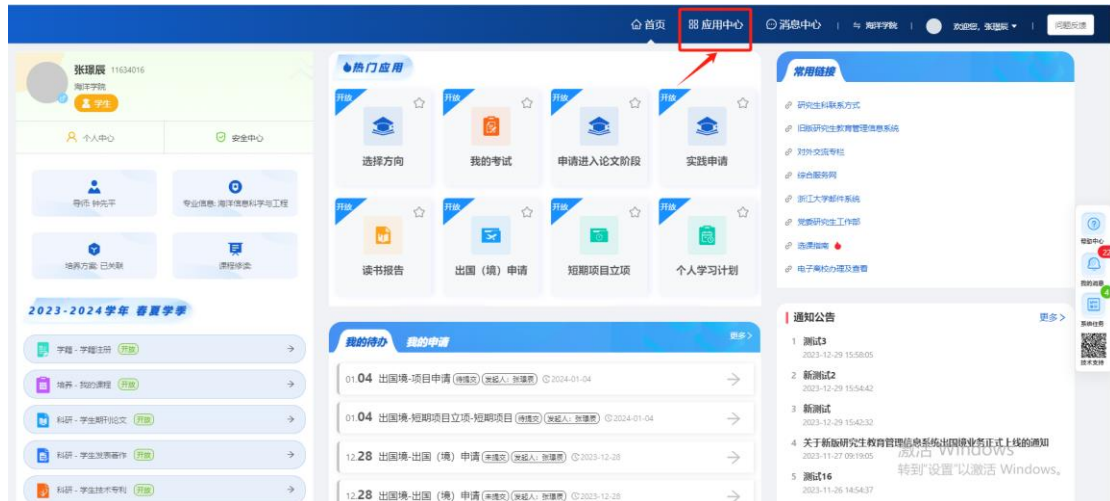 首页
应用中心
消息中心
海洋学院
欢迎您, 张璟辰
问题反馈
张璟辰 11634016
海洋学院
学生
个人中心
安全中心
导师 钟先平
专业信息: 海洋信息科学与工程
培养方案: 已关联
课程修读
2023-2024学年 春夏学季
学籍 - 学籍注册 开放
培养 - 我的课程 开放
科研 - 学生期刊论文 开放
科研 - 学生发表著作 开放
科研 - 学生技术专利 开放
热门应用
开放
选择方向
开放
我的考试
开放
申请进入论文阶段
开放
实践申请
开放
读书报告
开放
出国（境）申请
开放
短期项目立项
开放
个人学习计划
我的待办
我的申请
更多>
01.04 出国境-项目申请 待提交 发起人: 张璟辰 2024-01-04
01.04 出国境-短期项目立项-短期项目 待提交 发起人: 张璟辰 2024-01-04
12.28 出国境-出国（境）申请 未提交 发起人: 张璟辰 2023-12-28
12.28 出国境-出国（境）申请 未提交 发起人: 张璟辰 2023-12-28
常用链接
研究生科联系方式
旧版研究生教育管理信息系统
对外交流专栏
综合服务网
浙江大学邮件系统
党委研究生工作部
选课指南
电子离校办理及查看
通知公告
更多>
1 测试3
2023-12-29 15:58:05
2 新测试2
2023-12-29 15:54:42
3 新测试
2023-12-29 15:42:32
4 关于新版研究生教育管理信息系统出国境业务正式上线的通知
2023-11-27 09:19:05
5 测试16
2023-11-26 14:54:37
激活 Windows
转到"设置"以激活 Windows。
帮助中心
22
我的消息
4
系统任务
技术支持